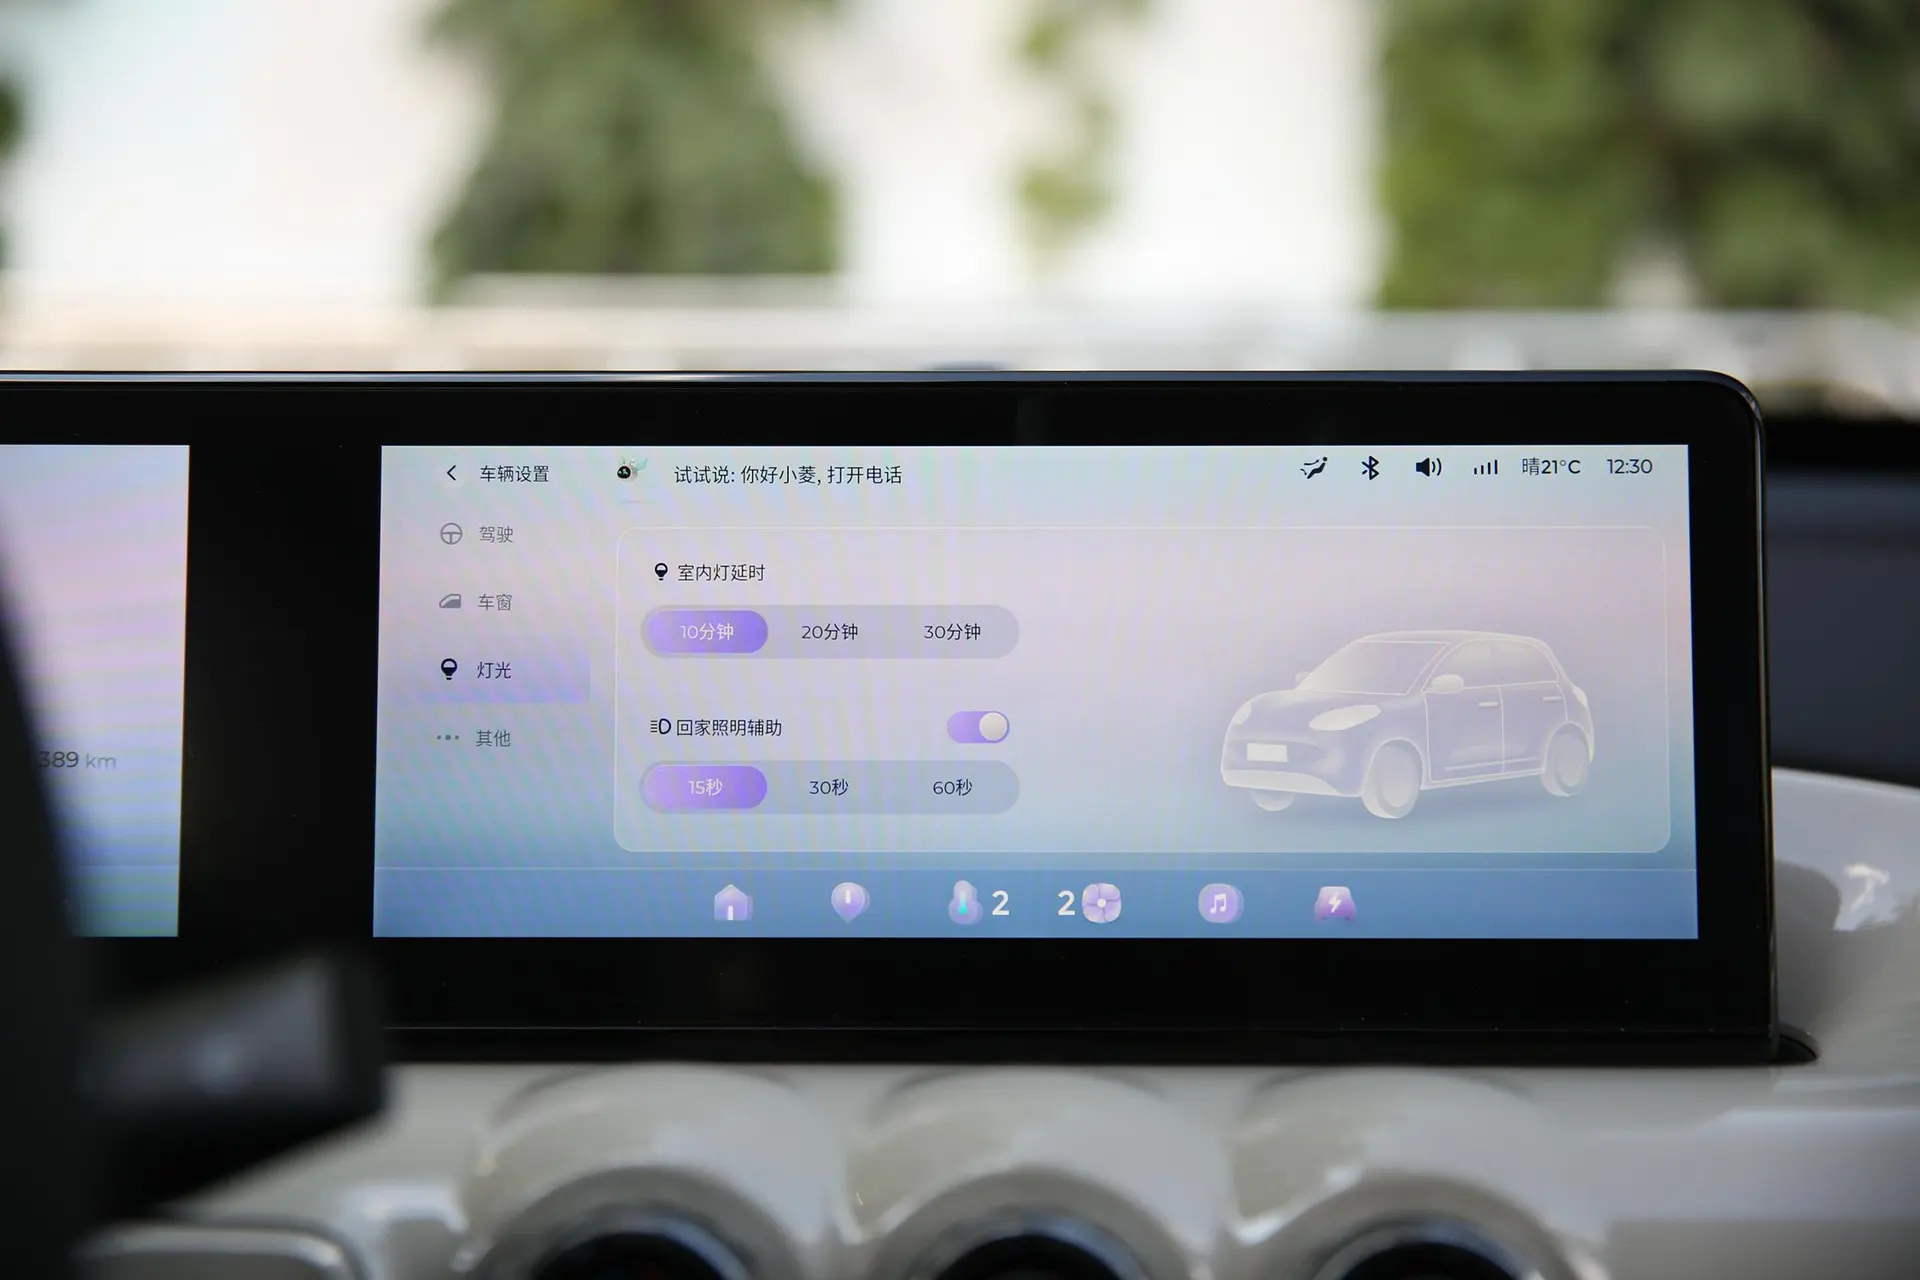 车辆设置
试试说: 你好小菱, 打开电话
晴21°C
12:30
驾驶
车窗
灯光
其他
室内灯延时
10分钟 20分钟 30分钟
回家照明辅助
15秒 30秒 60秒
389 km
2
2